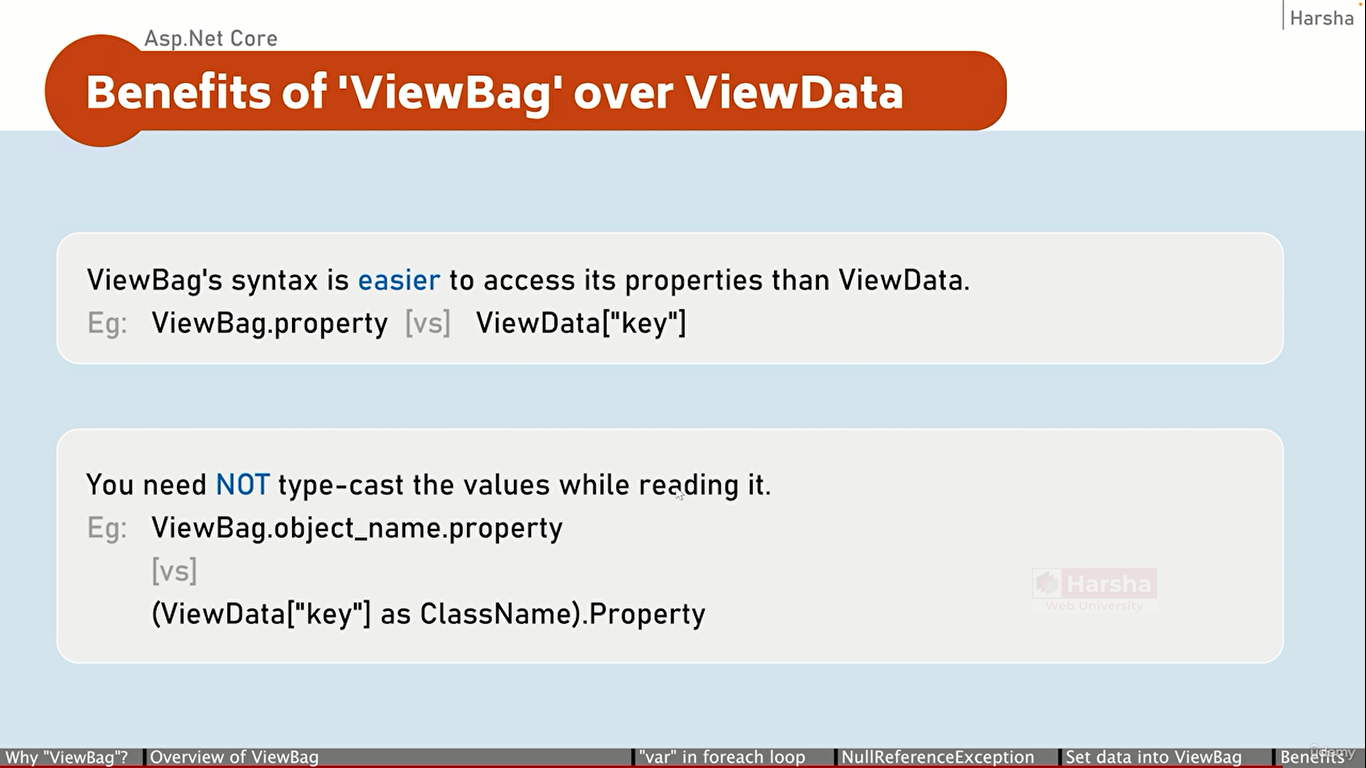 Harsha
Asp.Net Core
Benefits of 'ViewBag' over ViewData
ViewBag's syntax is easier to access its properties than ViewData.
Eg: ViewBag.property [vs] ViewData["key"]
You need NOT type-cast the values while reading it.
Eg: ViewBag.object_name.property
[vs]
(ViewData["key"] as ClassName).Property
Harsha
Web University
Why "ViewBag"? Overview of ViewBag "var" in foreach loop NullReferenceException Set data into ViewBag Benefits
ûdemy